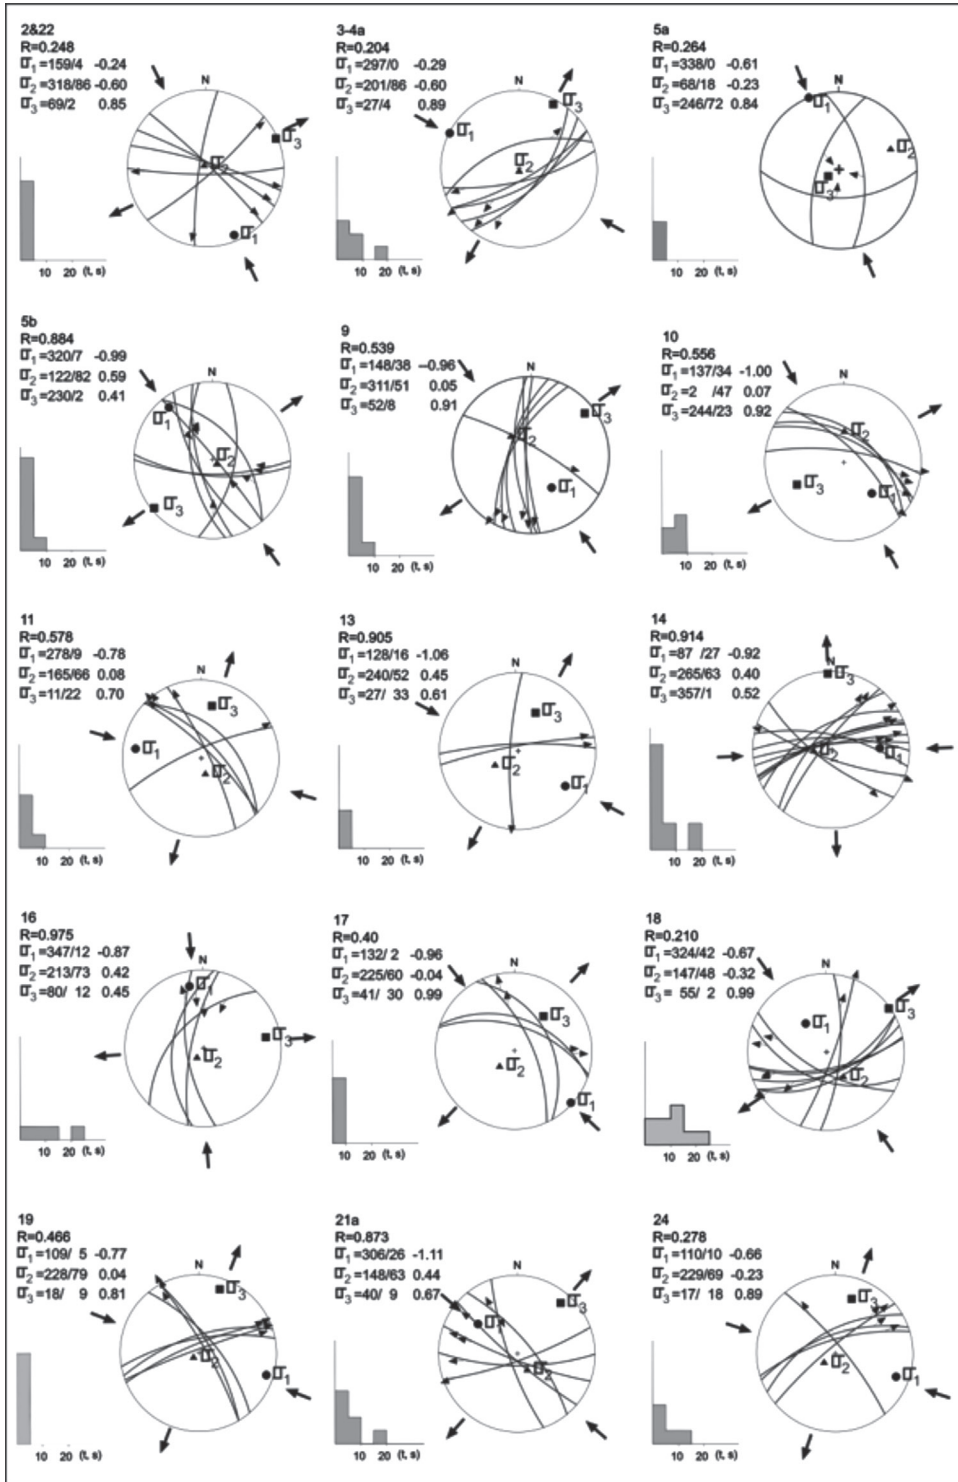 2&22
R=0.248
σ1 =159/4 -0.24
σ2 =318/86 -0.60
σ3 =69/2 0.85
N
σ3
σ2
σ1
10 20 (t, s)
3-4a
R=0.204
σ1 =297/0 -0.29
σ2 =201/86 -0.60
σ3 =27/4 0.89
N
σ3
σ1
σ2
10 20 (t, s)
5a
R=0.264
σ1 =338/0 -0.61
σ2 =68/18 -0.23
σ3 =246/72 0.84
N
σ1
σ2
σ3
10 20 (t, s)
5b
R=0.884
σ1 =320/7 -0.99
σ2 =122/82 0.59
σ3 =230/2 0.41
N
σ1
σ2
σ3
10 20 (t, s)
9
R=0.539
σ1 =148/38 -0.96
σ2 =311/51 0.05
σ3 =52/8 0.91
N
σ3
σ2
σ1
10 20 (t, s)
10
R=0.556
σ1 =137/34 -1.00
σ2 =2 /47 0.07
σ3 =244/23 0.92
N
σ2
σ3
σ1
10 20 (t, s)
11
R=0.578
σ1 =278/9 -0.78
σ2 =165/66 0.08
σ3 =11/22 0.70
N
σ3
σ1
σ2
10 20 (t, s)
13
R=0.905
σ1 =128/16 -1.06
σ2 =240/52 0.45
σ3 =27/ 33 0.61
N
σ3
σ2
σ1
10 20 (t, s)
14
R=0.914
σ1 =87 /27 -0.92
σ2 =265/63 0.40
σ3 =357/1 0.52
N
σ3
σ2
σ1
10 20 (t, s)
16
R=0.975
σ1 =347/12 -0.87
σ2 =213/73 0.42
σ3 =80/ 12 0.45
N
σ1
σ3
σ2
10 20 (t, s)
17
R=0.40
σ1 =132/ 2 -0.96
σ2 =225/60 -0.04
σ3 =41/ 30 0.99
N
σ3
σ2
σ1
10 20 (t, s)
18
R=0.210
σ1 =324/42 -0.67
σ2 =147/48 -0.32
σ3 = 55/ 2 0.99
N
σ3
σ1
σ2
10 20 (t, s)
19
R=0.466
σ1 =109/ 5 -0.77
σ2 =228/79 0.04
σ3 =18/ 9 0.81
N
σ3
σ2
σ1
10 20 (t, s)
21a
R=0.873
σ1 =306/26 -1.11
σ2 =148/63 0.44
σ3 =40/ 9 0.67
N
σ3
σ1
σ2
10 20 (t, s)
24
R=0.278
σ1 =110/10 -0.66
σ2 =229/69 -0.23
σ3 =17/ 18 0.89
N
σ3
σ2
σ1
10 20 (t, s)